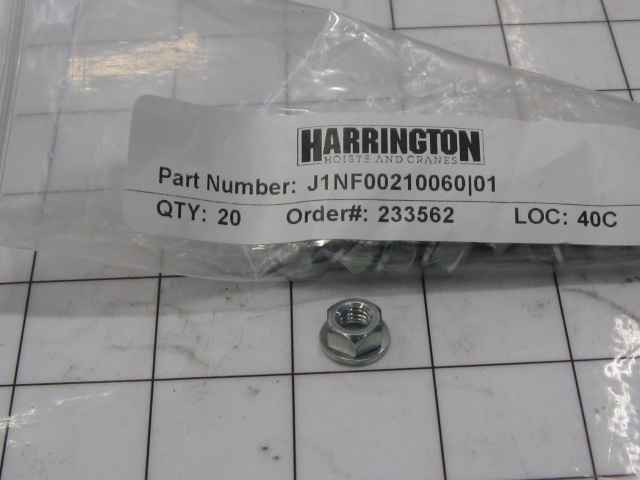 HARRINGTON
HOISTS AND CRANES
Part Number: J1NF00210060|01
QTY: 20 Order#: 233562 LOC: 40C